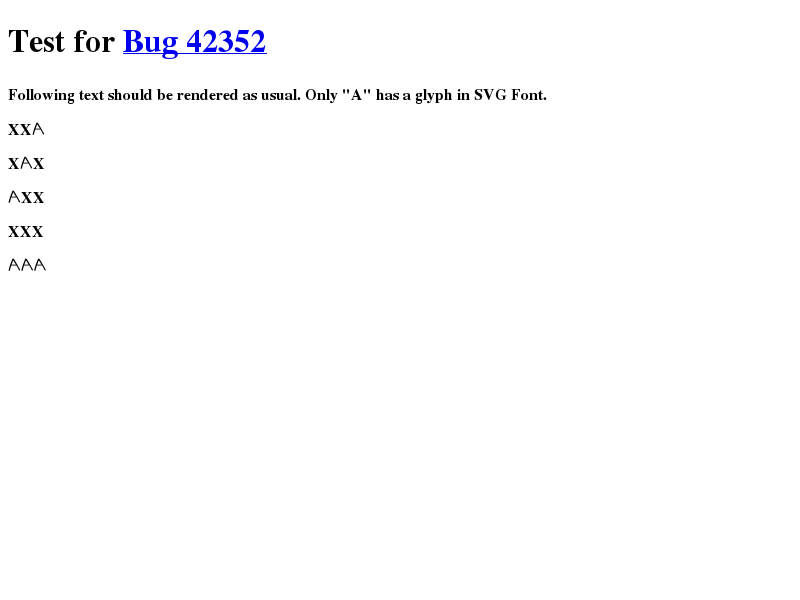 Test for Bug 42352
Following text should be rendered as usual. Only "A" has a glyph in SVG Font.
XXA
XAX
AXX
XXX
AAA